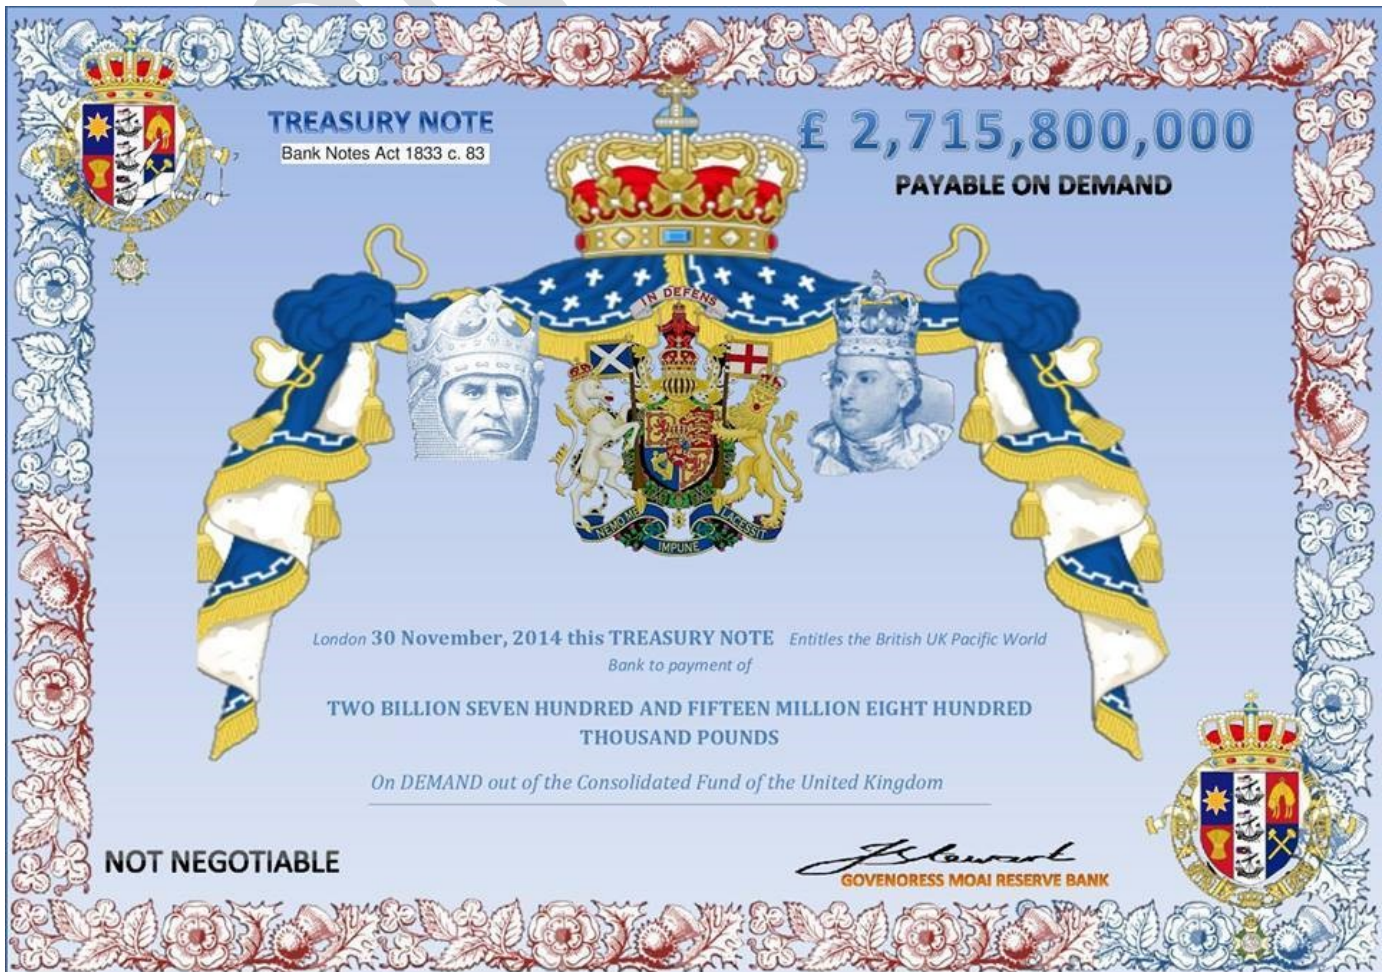 TREASURY NOTE
Bank Notes Act 1833 c. 83
£ 2,715,800,000
PAYABLE ON DEMAND
IN DEFENS
NEMO ME
IMPUNE
LACESSIT
London 30 November, 2014 this TREASURY NOTE Entitles the British UK Pacific World
Bank to payment of
TWO BILLION SEVEN HUNDRED AND FIFTEEN MILLION EIGHT HUNDRED
THOUSAND POUNDS
On DEMAND out of the Consolidated Fund of the United Kingdom
NOT NEGOTIABLE
GOVENORESS MOAI RESERVE BANK